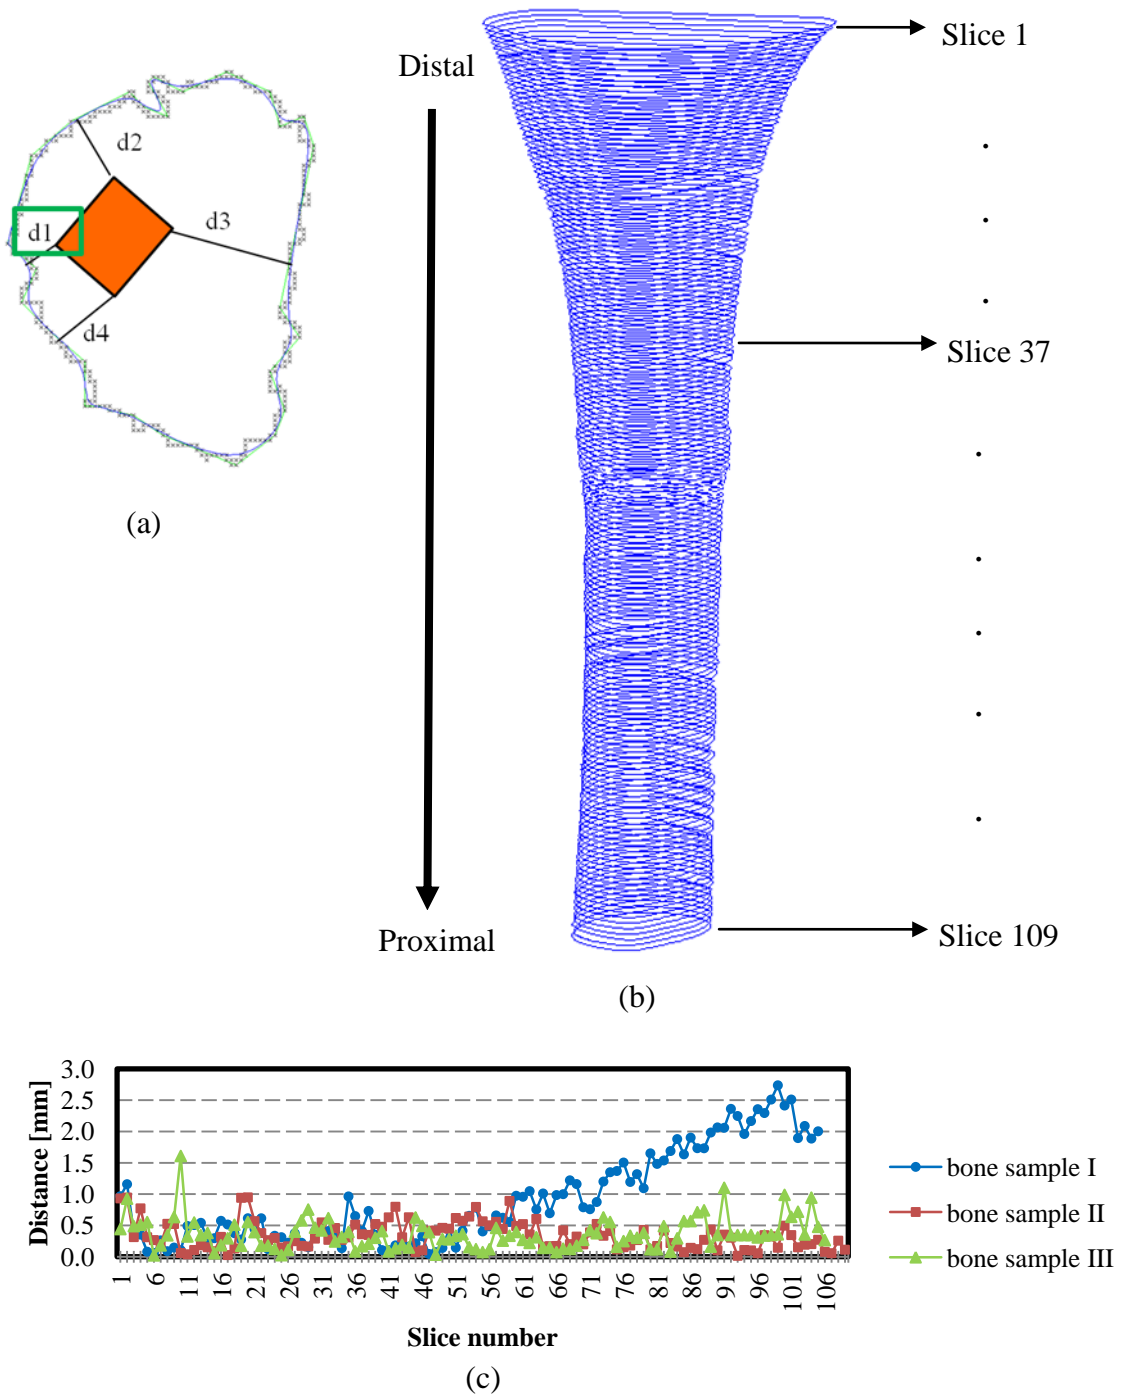 Slice 1
Distal
d2
d3
d1
d4
Slice 37
(a)
Proximal
Slice 109
(b)
3.0
2.5
2.0
1.5
1.0
0.5
0.0
Distance [mm]
1 6 11 16 21 26 31 36 41 46 51 56 61 66 71 76 81 86 91 96 101 106
Slice number
bone sample I
bone sample II
bone sample III
(c)